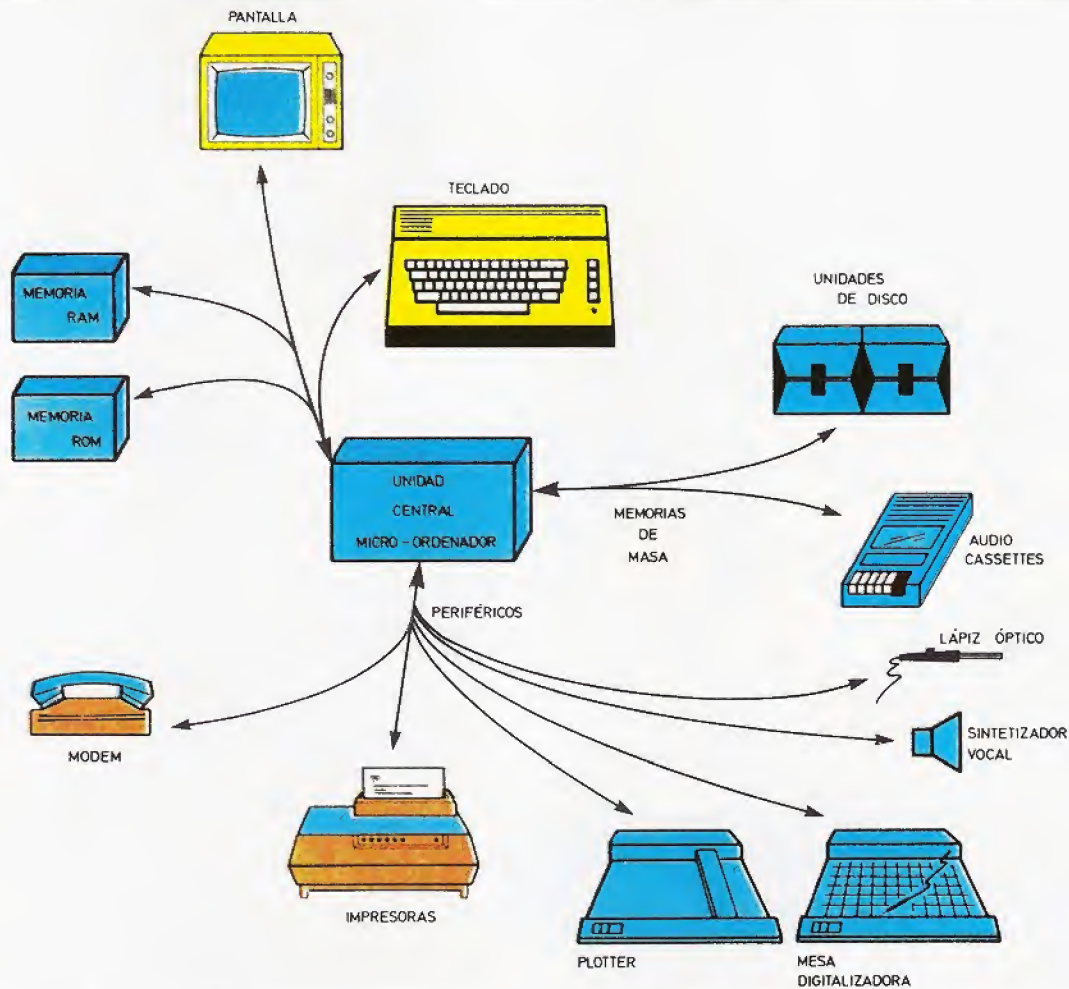 PANTALLA
TECLADO
UNIDADES
DE DISCO
MEMORIA
RAM
MEMORIA
ROM
UNIDAD
CENTRAL
MICRO-ORDENADOR
MEMORIAS
DE
MASA
AUDIO
CASSETTES
PERIFÉRICOS
LÁPIZ ÓPTICO
SINTETIZADOR
VOCAL
MODEM
IMPRESORAS
PLOTTER
MESA
DIGITALIZADORA